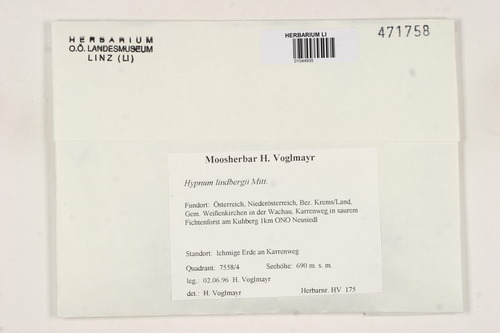 HERBARIUM
O.Ö. LANDESMUSEUM
LINZ (LI)
HERBARIUM LI
01044935
471758
Moosherbar H. Voglmayr
Hypnum lindbergii Mitt.
Fundort: Österreich, Niederösterreich, Bez. Krems/Land,
Gem. Weißenkirchen in der Wachau, Karrenweg in saurem
Fichtenforst am Kuhberg 1km ONO Neusiedl
Standort: lehmige Erde an Karrenweg
Quadrant: 7558/4 Seehöhe: 690 m. s. m.
leg.: 02.06.96 H. Voglmayr
det.: H. Voglmayr Herbarnr. HV 175